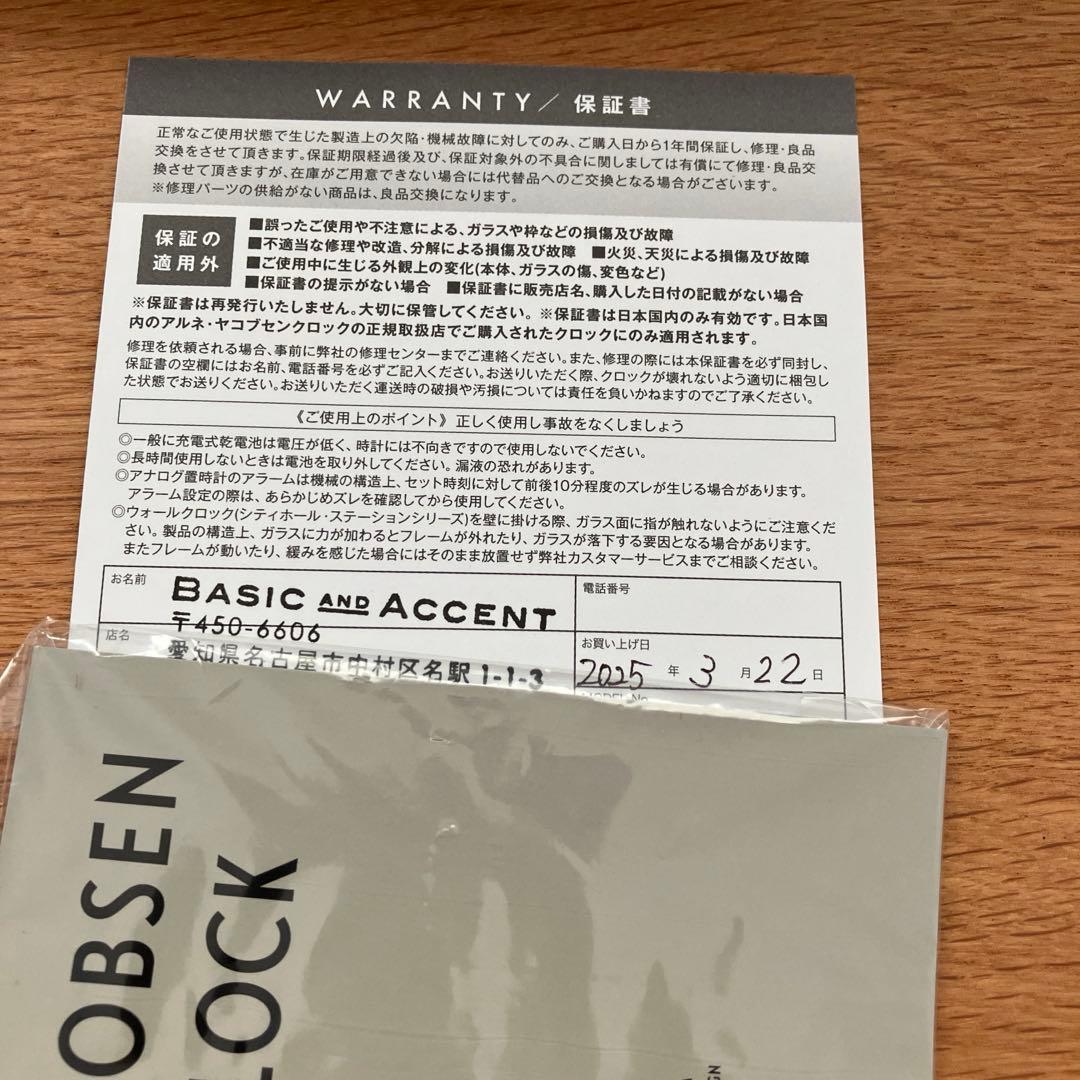 WARRANTY／保証書
正常なご使用状態で生じた製造上の欠陥・機械故障に対してのみ、ご購入日から1年間保証し、修理・良品
交換をさせて頂きます。保証期限経過後及び、保証対象外の不具合に関しましては有償にて修理・良品交
換させて頂きますが、在庫がご用意できない場合には代替品へのご交換となる場合がございます。
※修理パーツの供給がない商品は、良品交換になります。
保証の
適用外
■誤ったご使用や不注意による、ガラスや枠などの損傷及び故障
■不適当な修理や改造、分解による損傷及び故障 ■火災、天災による損傷及び故障
■ご使用中に生じる外観上の変化(本体、ガラスの傷、変色など)
■保証書の提示がない場合 ■保証書に販売店名、購入した日付の記載がない場合
※保証書は再発行いたしません。大切に保管してください。※保証書は日本国内のみ有効です。日本国
内のアルネ・ヤコブセンクロックの正規取扱店でご購入されたクロックにのみ適用されます。
修理を依頼される場合、事前に弊社の修理センターまでご連絡ください。また、修理の際には本保証書を必ず同封し、
保証書の空欄にはお名前、電話番号を必ずご記入ください。お送りいただく際、クロックが壊れないよう適切に梱包し
た状態でお送りください。お送りいただく運送時の破損や汚損については責任を負いかねますのでご了承ください。
《ご使用上のポイント》正しく使用し事故をなくしましょう
◎一般に充電式乾電池は電圧が低く、時計には不向きですので使用しないでください。
◎長時間使用しないときは電池を取り外してください。漏液の恐れがあります。
◎アナログ置時計のアラームは機械の構造上、セット時刻に対して前後10分程度のズレが生じる場合があります。
アラーム設定の際は、あらかじめズレを確認してから使用してください。
◎ウォールクロック(シティホール・ステーションシリーズ)を壁に掛ける際、ガラス面に指が触れないようにご注意くだ
さい。製品の構造上、ガラスに力が加わるとフレームが外れたり、ガラスが落下する要因となる場合があります。
またフレームが動いたり、緩みを感じた場合にはそのまま放置せず弊社カスタマーサービスまでご相談ください。
お名前
BASIC AND ACCENT
電話番号
〒450-6606
店名
愛知県名古屋市中村区名駅1-1-3
お買い上げ日
2025 年 3 月 22 日
MODEL No
OBSEN
LOCK